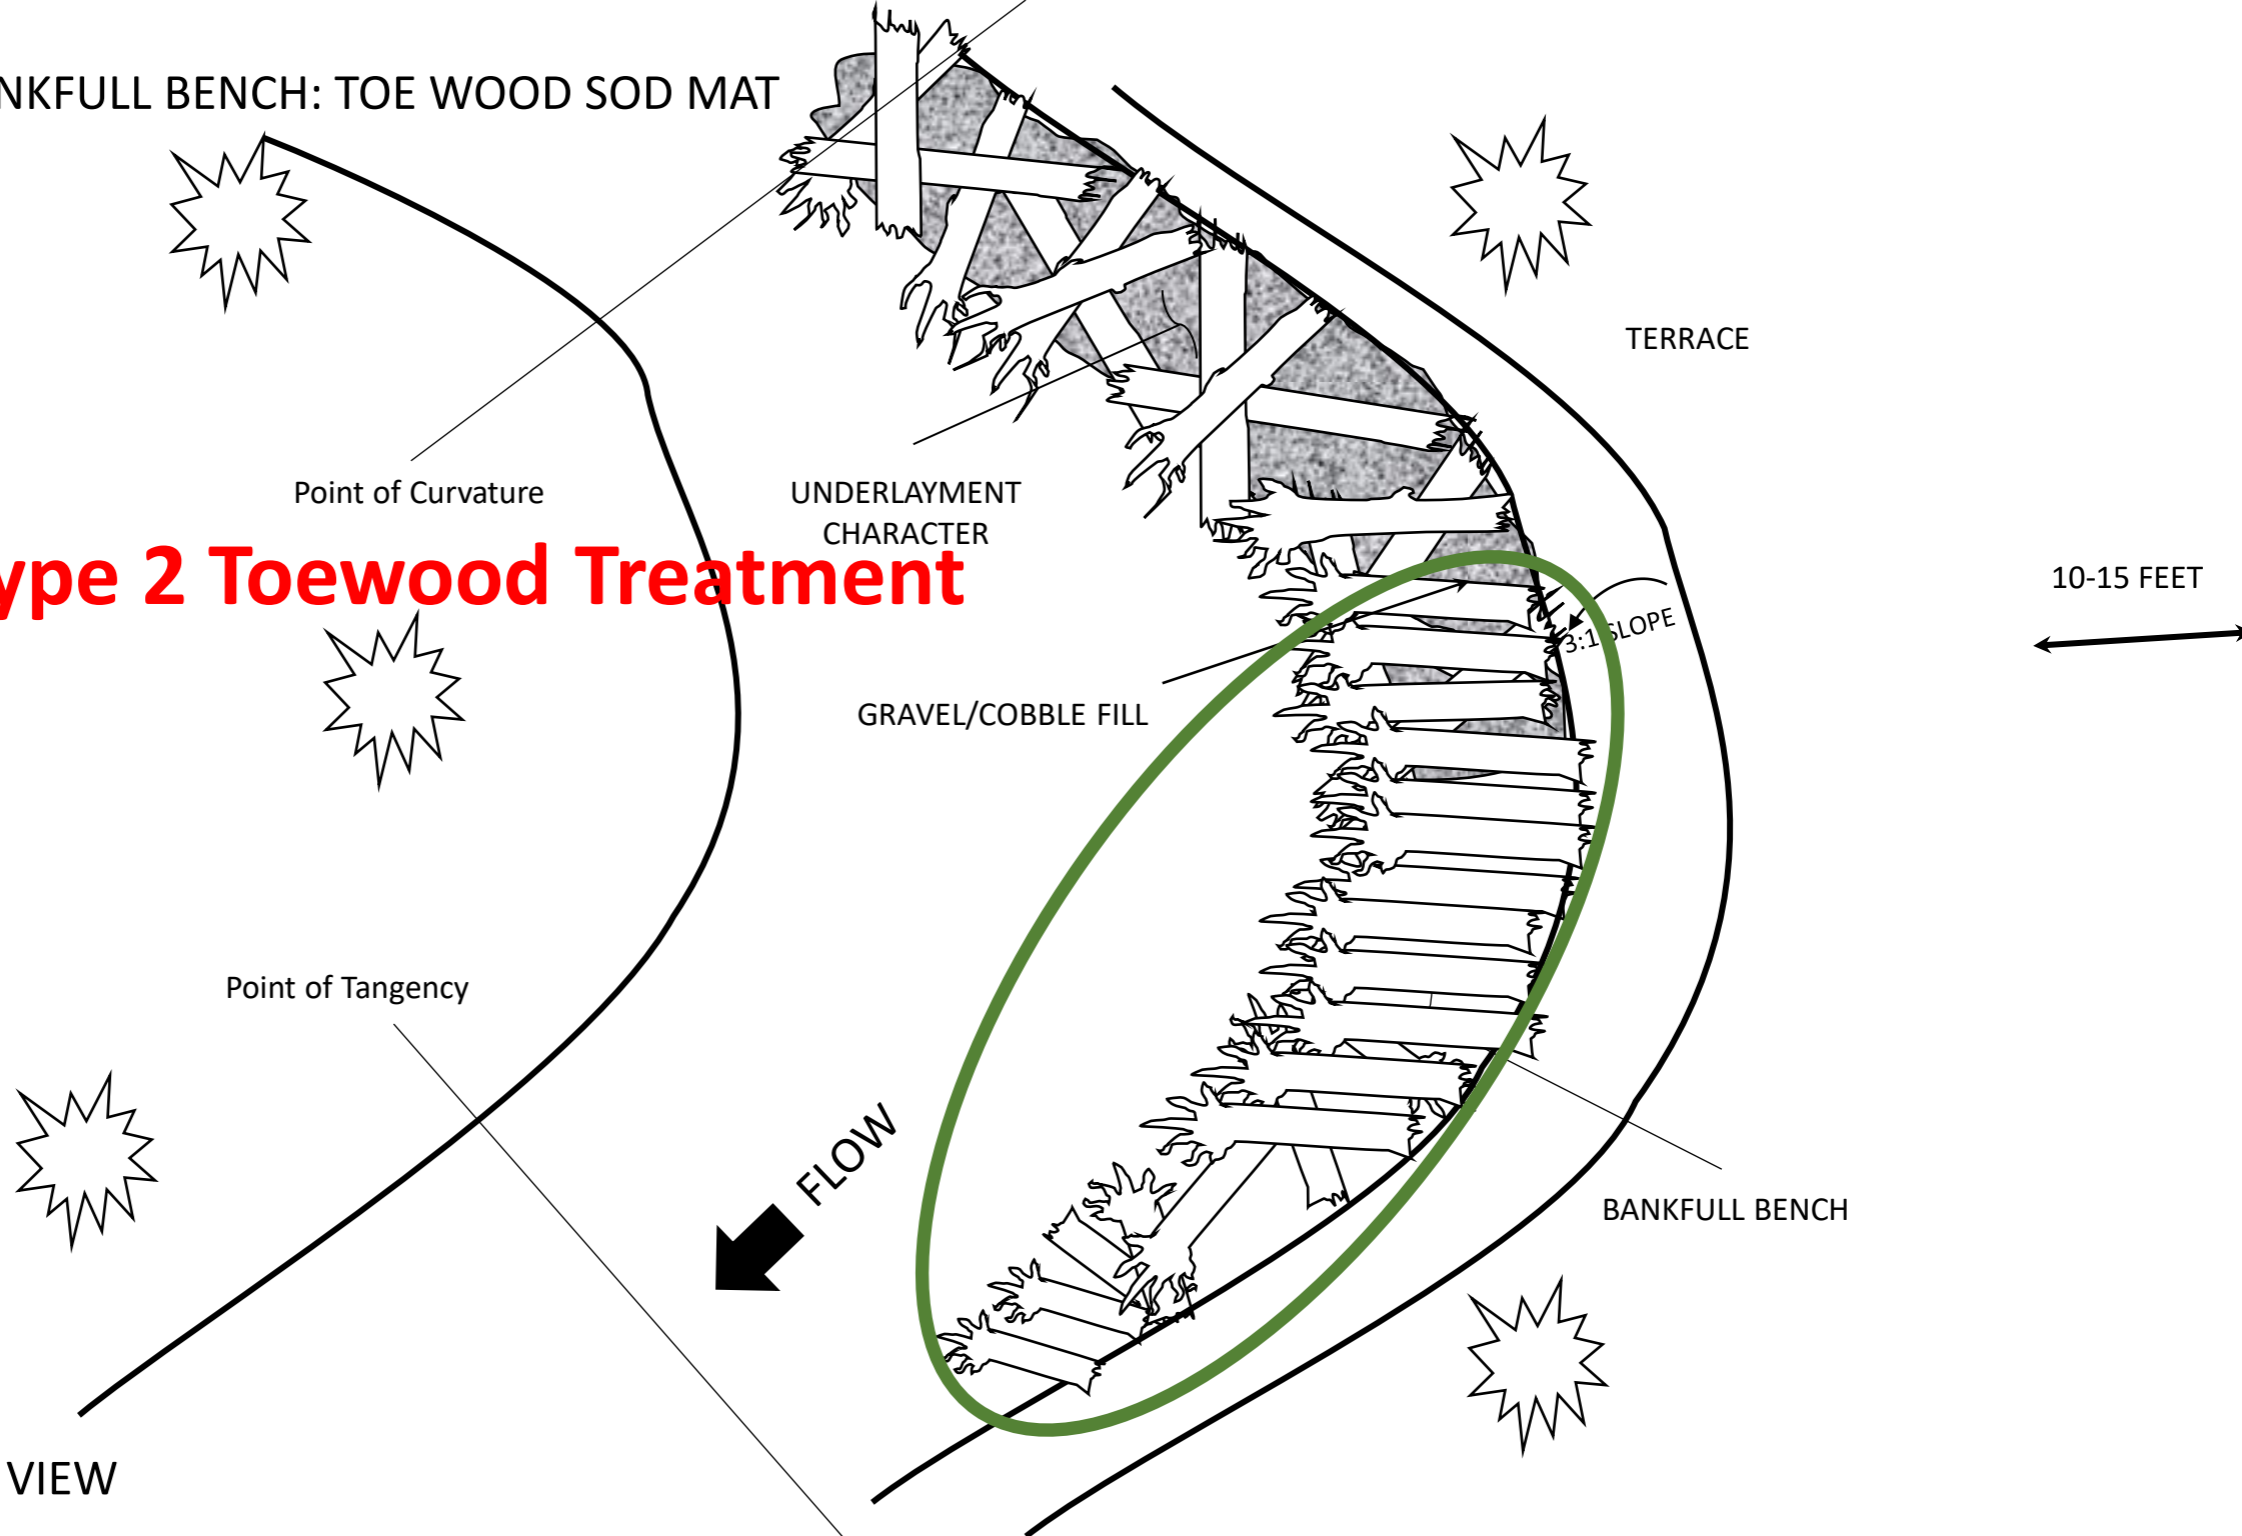 NKFULL BENCH: TOE WOOD SOD MAT
TERRACE
Point of Curvature
UNDERLAYMENT
CHARACTER
ype 2 Toewood Treatment
10-15 FEET
3:1 SLOPE
GRAVEL/COBBLE FILL
Point of Tangency
FLOW
BANKFULL BENCH
VIEW